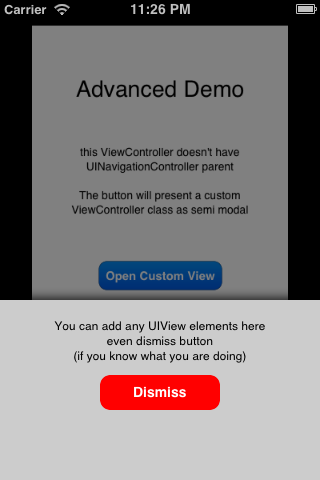 Carrier 11:26 PM
Advanced Demo
this ViewController doesn't have
UINavigationController parent
The button will present a custom
ViewController class as semi modal
Open Custom View
You can add any UIView elements here
even dismiss button
(if you know what you are doing)
Dismiss